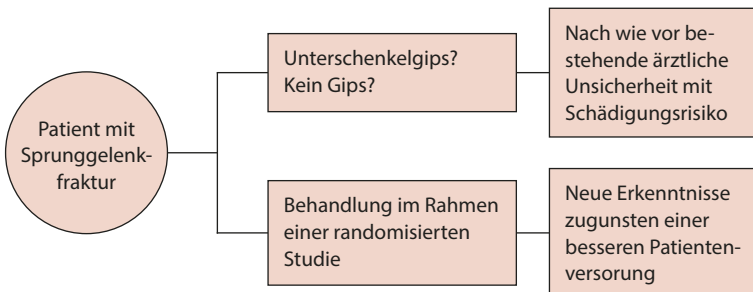 Patient mit
Sprunggelenk-
fraktur
Unterschenkelgips?
Kein Gips?
Nach wie vor be-
stehende ärztliche
Unsicherheit mit
Schädigungsrisiko
Behandlung im Rahmen
einer randomisierten
Studie
Neue Erkenntnisse
zugunsten einer
besseren Patienten-
versorung